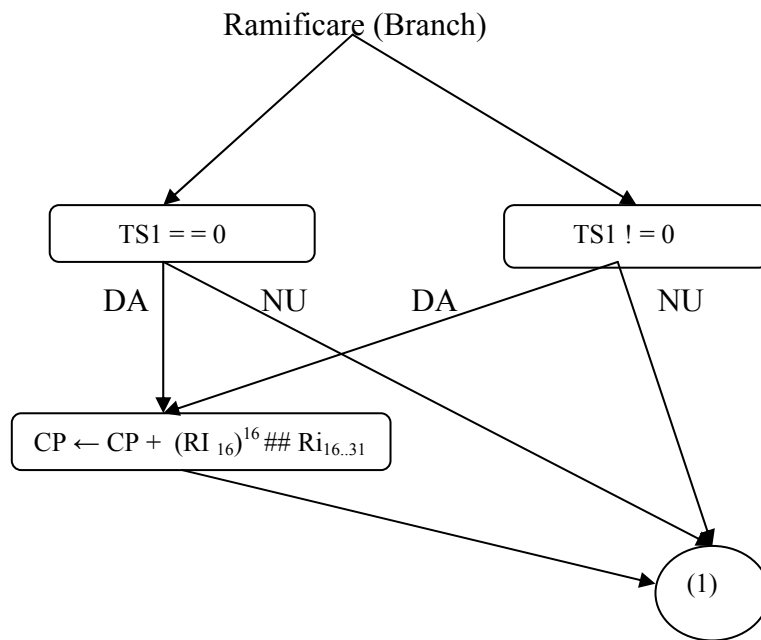 Ramificare (Branch)
TS1 = = 0
TS1 ! = 0
DA
NU
DA
NU
CP ← CP + (RI 16)16 ## Ri16..31
(1)